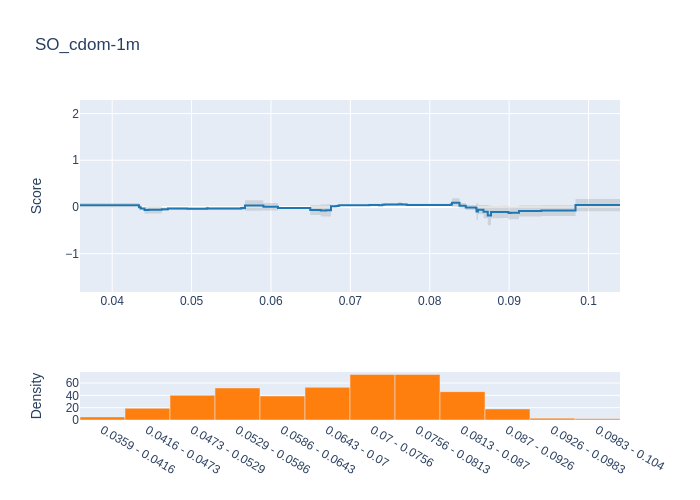 SO_cdom-1m
2
1
0
−1
Score
0.04
0.05
0.06
0.07
0.08
0.09
0.1
60
40
20
0
Density
0.0359 - 0.0416
0.0416 - 0.0473
0.0473 - 0.0529
0.0529 - 0.0586
0.0586 - 0.0643
0.0643 - 0.07
0.07 - 0.0756
0.0756 - 0.0813
0.0813 - 0.087
0.087 - 0.0926
0.0926 - 0.0983
0.0983 - 0.104